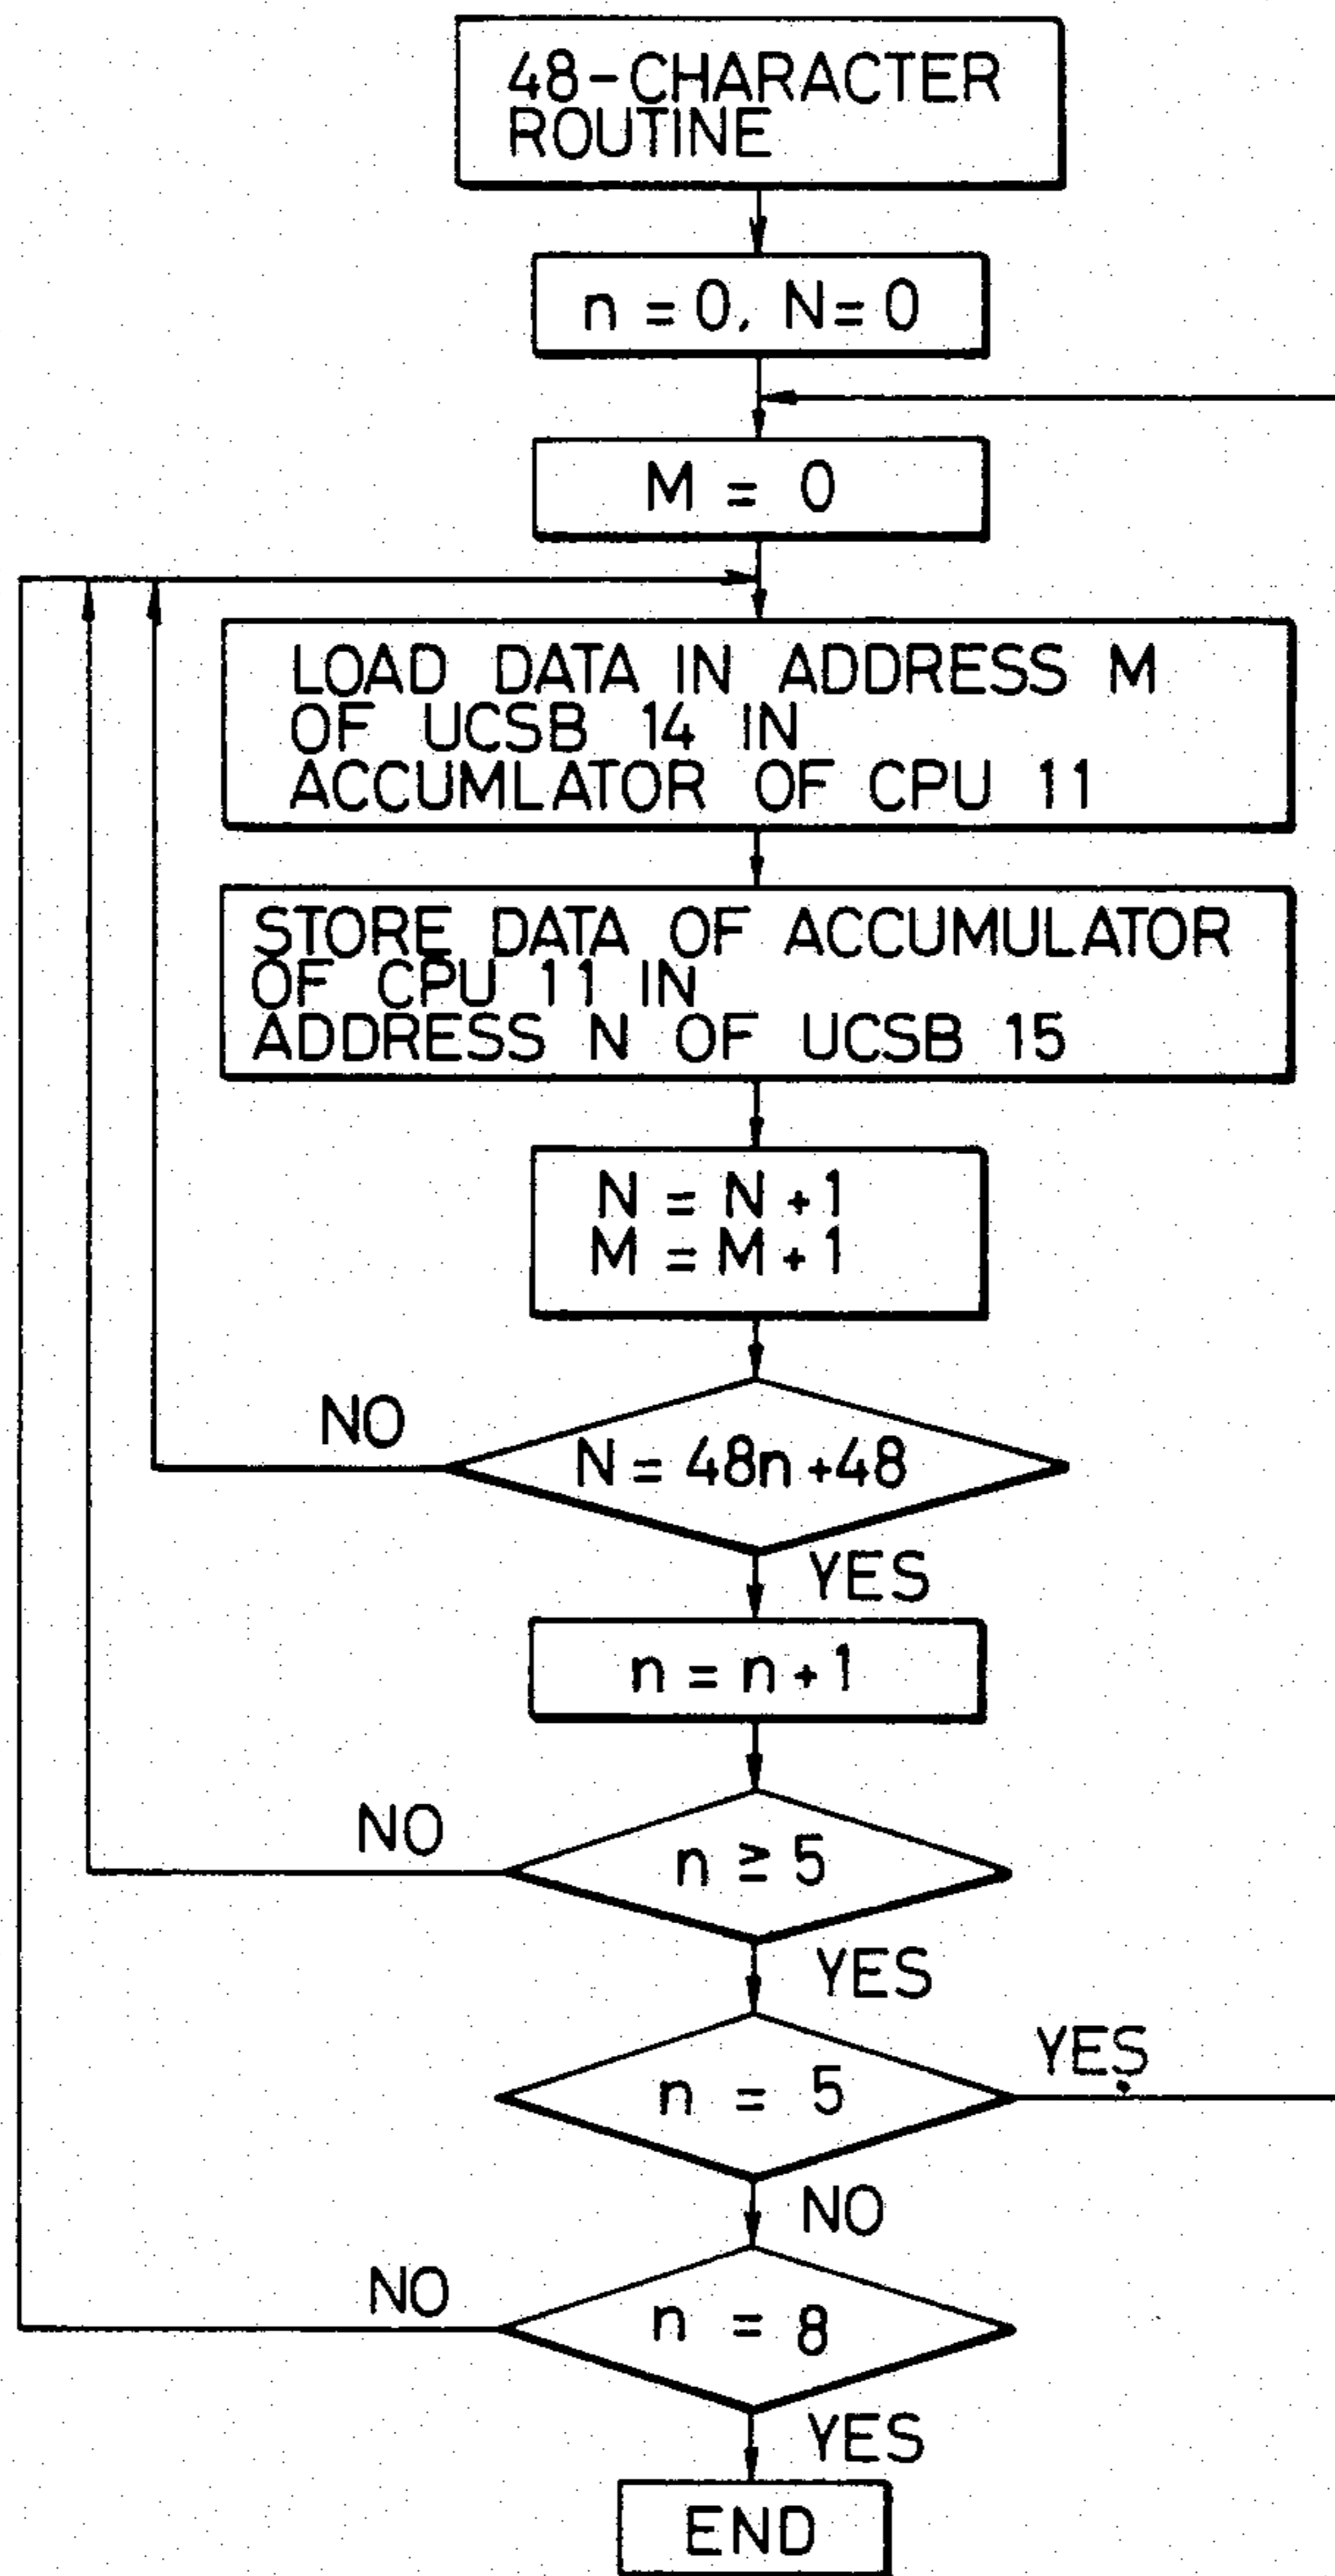 48-CHARACTER
ROUTINE
n = 0, N = 0
M = 0
LOAD DATA IN ADDRESS M
OF UCSB 14 IN
ACCUMLATOR OF CPU 11
STORE DATA OF ACCUMULATOR
OF CPU 11 IN
ADDRESS N OF UCSB 15
N = N + 1
M = M + 1
NO
N = 48n + 48
YES
n = n + 1
NO
n ≥ 5
YES
YES
n = 5
NO
NO
n = 8
YES
END